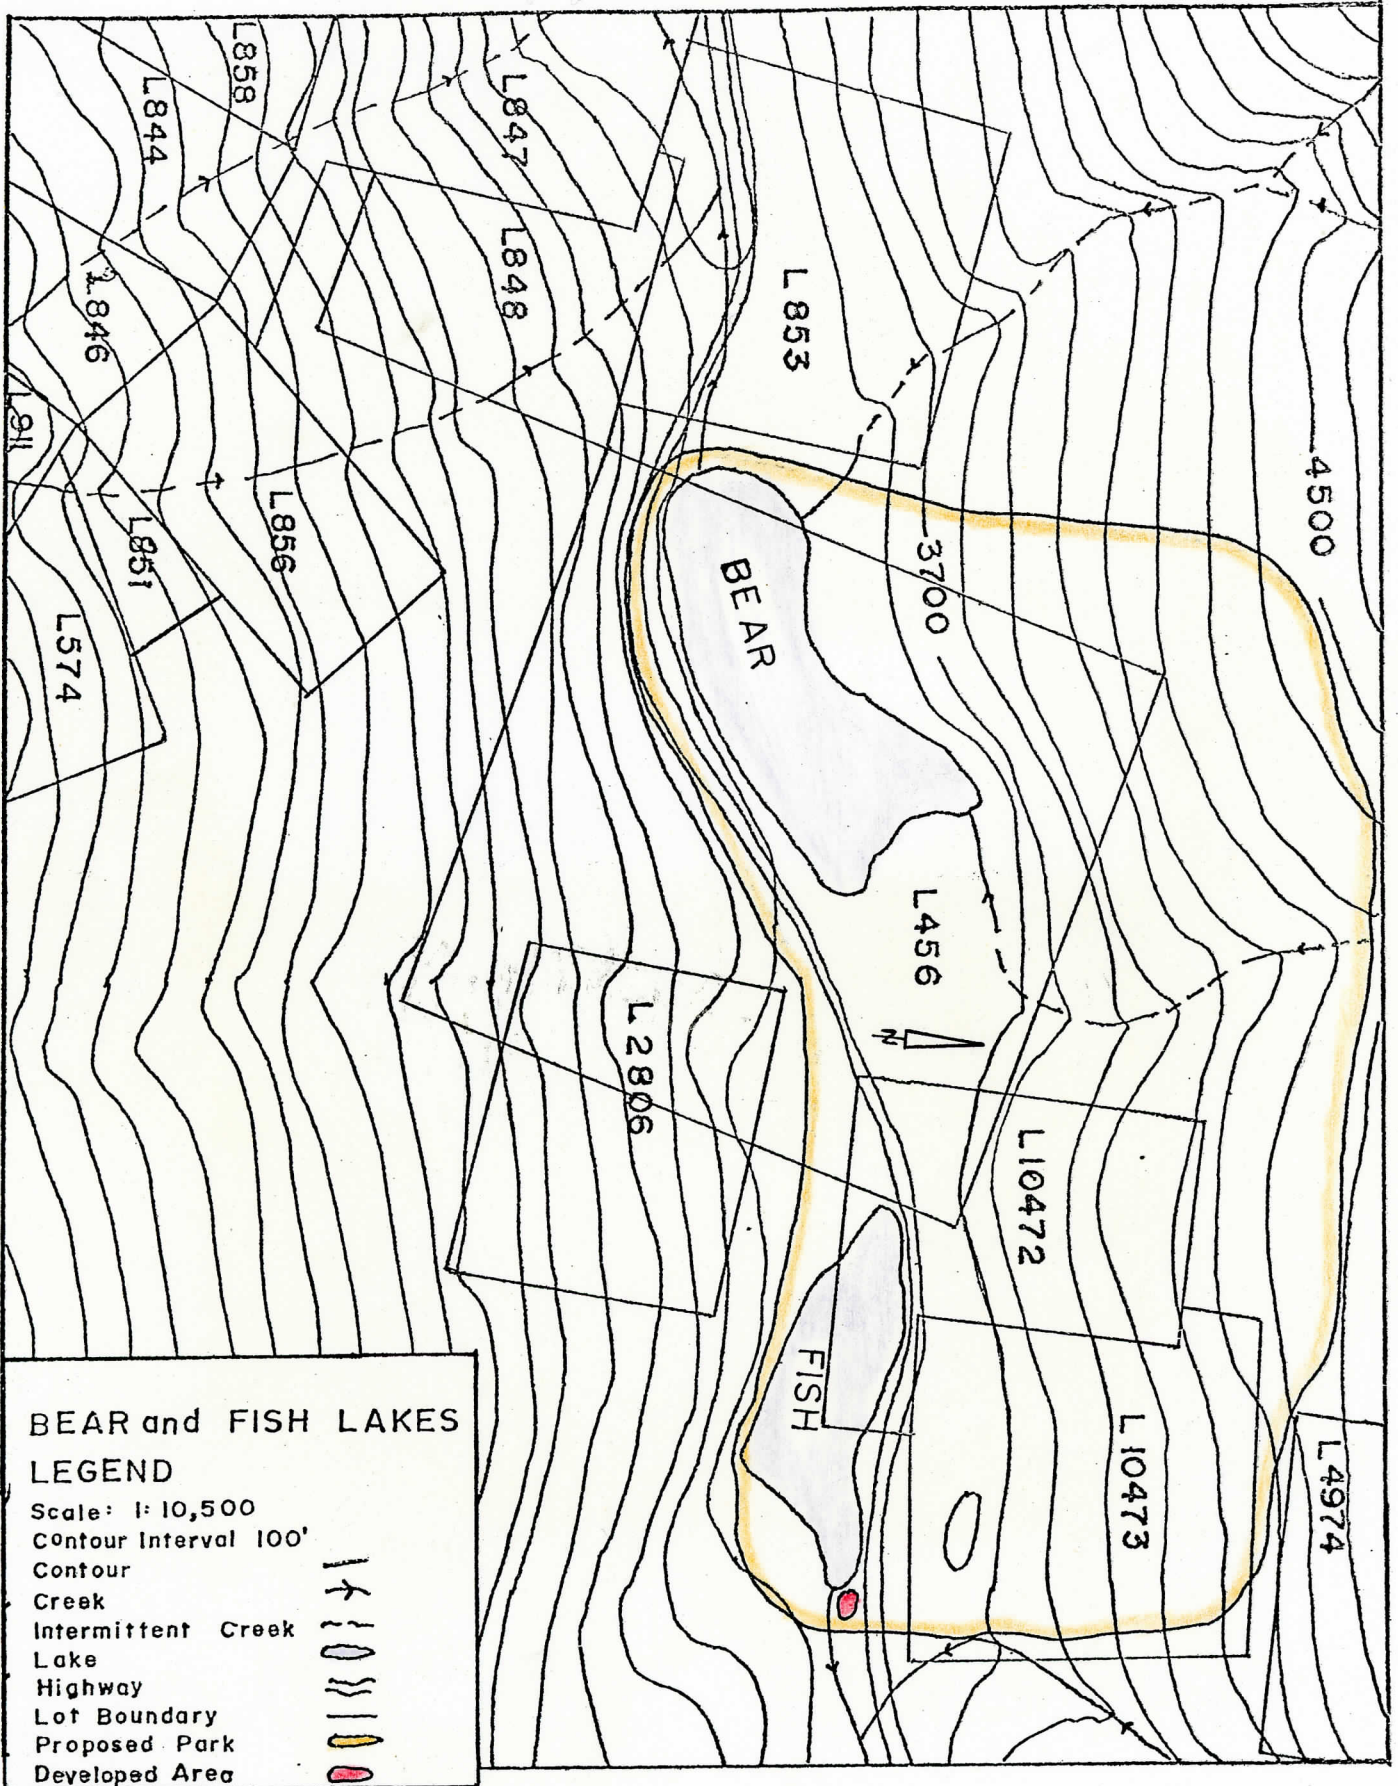 L858
L844
L847
L848
L846
L911
L853
4500
3700
BEAR
L856
L851
L574
L456
N
L2806
L10472
FISH
L10473
L4974
BEAR and FISH LAKES
LEGEND
Scale: 1:10,500
Contour Interval 100'
Contour
Creek
Intermittent Creek
Lake
Highway
Lot Boundary
Proposed Park
Developed Area